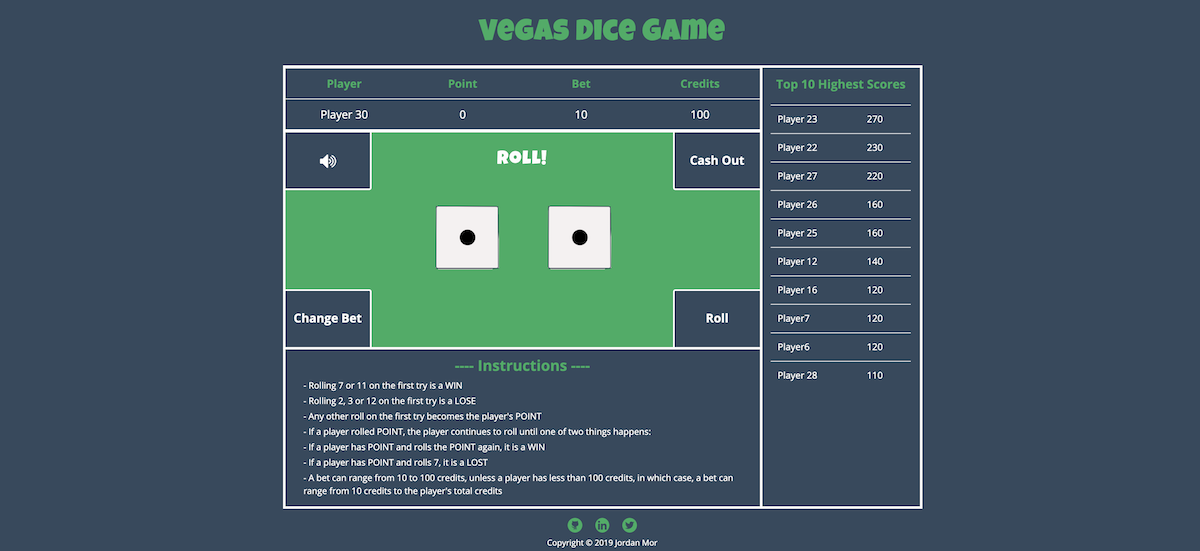 Vegas Dice Game
Player Point Bet Credits
Player 30 0 10 100
ROLL!
Cash Out
Change Bet
Roll
---- Instructions ----
- Rolling 7 or 11 on the first try is a WIN
- Rolling 2, 3 or 12 on the first try is a LOSE
- Any other roll on the first try becomes the player's POINT
- If a player rolled POINT, the player continues to roll until one of two things happens:
- If a player has POINT and rolls the POINT again, it is a WIN
- If a player has POINT and rolls 7, it is a LOST
- A bet can range from 10 to 100 credits, unless a player has less than 100 credits, in which case, a bet can
range from 10 credits to the player's total credits
Top 10 Highest Scores
Player 23 270
Player 22 230
Player 27 220
Player 26 160
Player 25 160
Player 12 140
Player 16 120
Player7 120
Player6 120
Player 28 110
in
Copyright © 2019 Jordan Mor